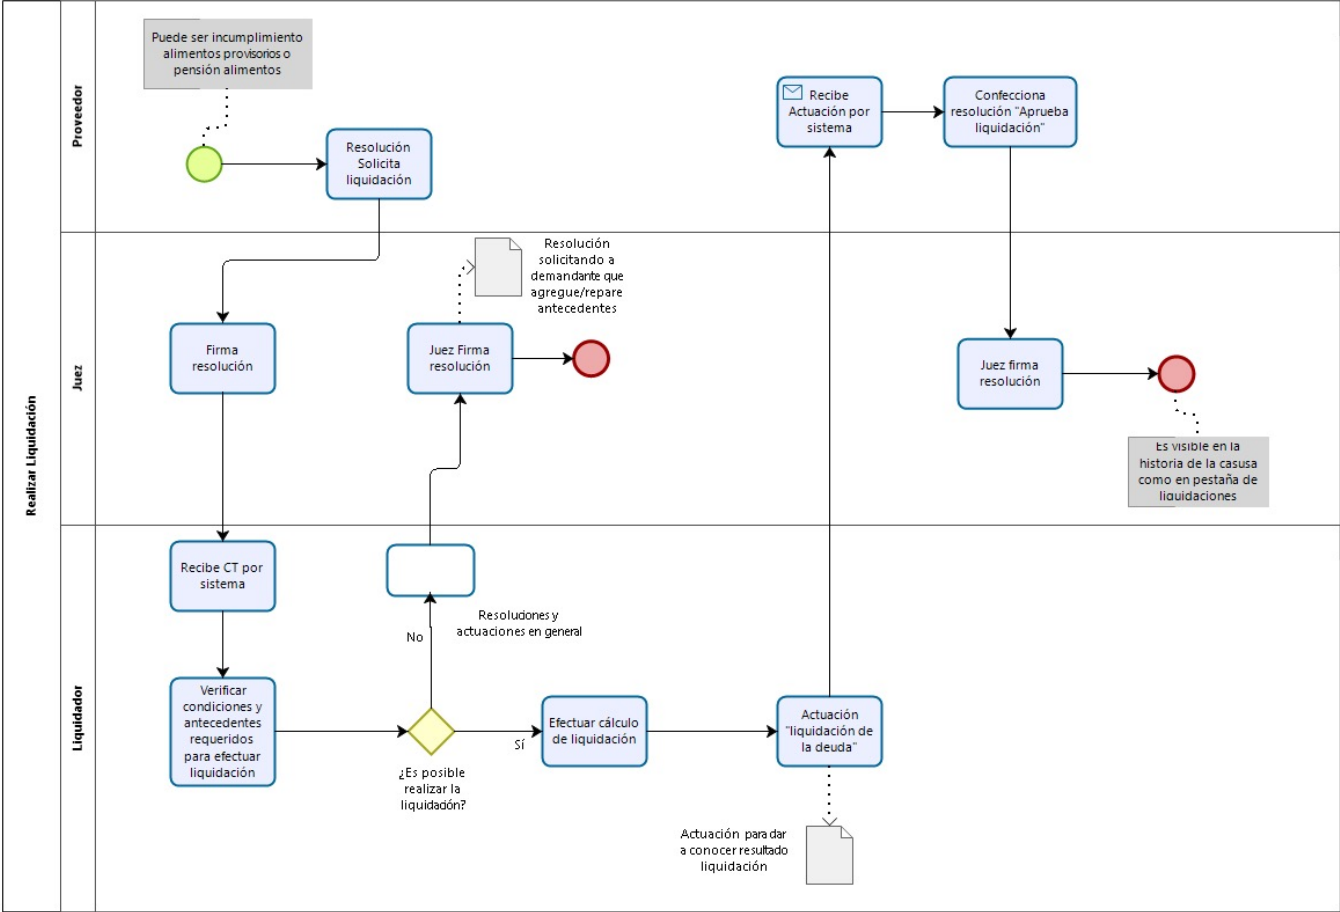 Realizar Liquidación
Proveedor
Puede ser incumplimiento
alimentos provisorios o
pensión alimentos
Resolución
Solicita
liquidación
Recibe
Actuación por
sistema
Confecciona
resolución "Aprueba
liquidación"
Juez
Firma
resolución
Juez Firma
resolución
Resolución
solicitando a
demandante que
agregue/repare
antecedentes
Juez firma
resolución
Es visible en la
historia de la casusa
como en pestaña de
liquidaciones
Liquidador
Recibe CT por
sistema
Verificar
condiciones y
antecedentes
requeridos
para efectuar
liquidación
No
Resoluciones y
actuaciones en general
¿Es posible
realizar la
liquidación?
Sí
Efectuar cálculo
de liquidación
Actuación
"liquidación de
la deuda"
Actuación para dar
a conocer resultado
liquidación